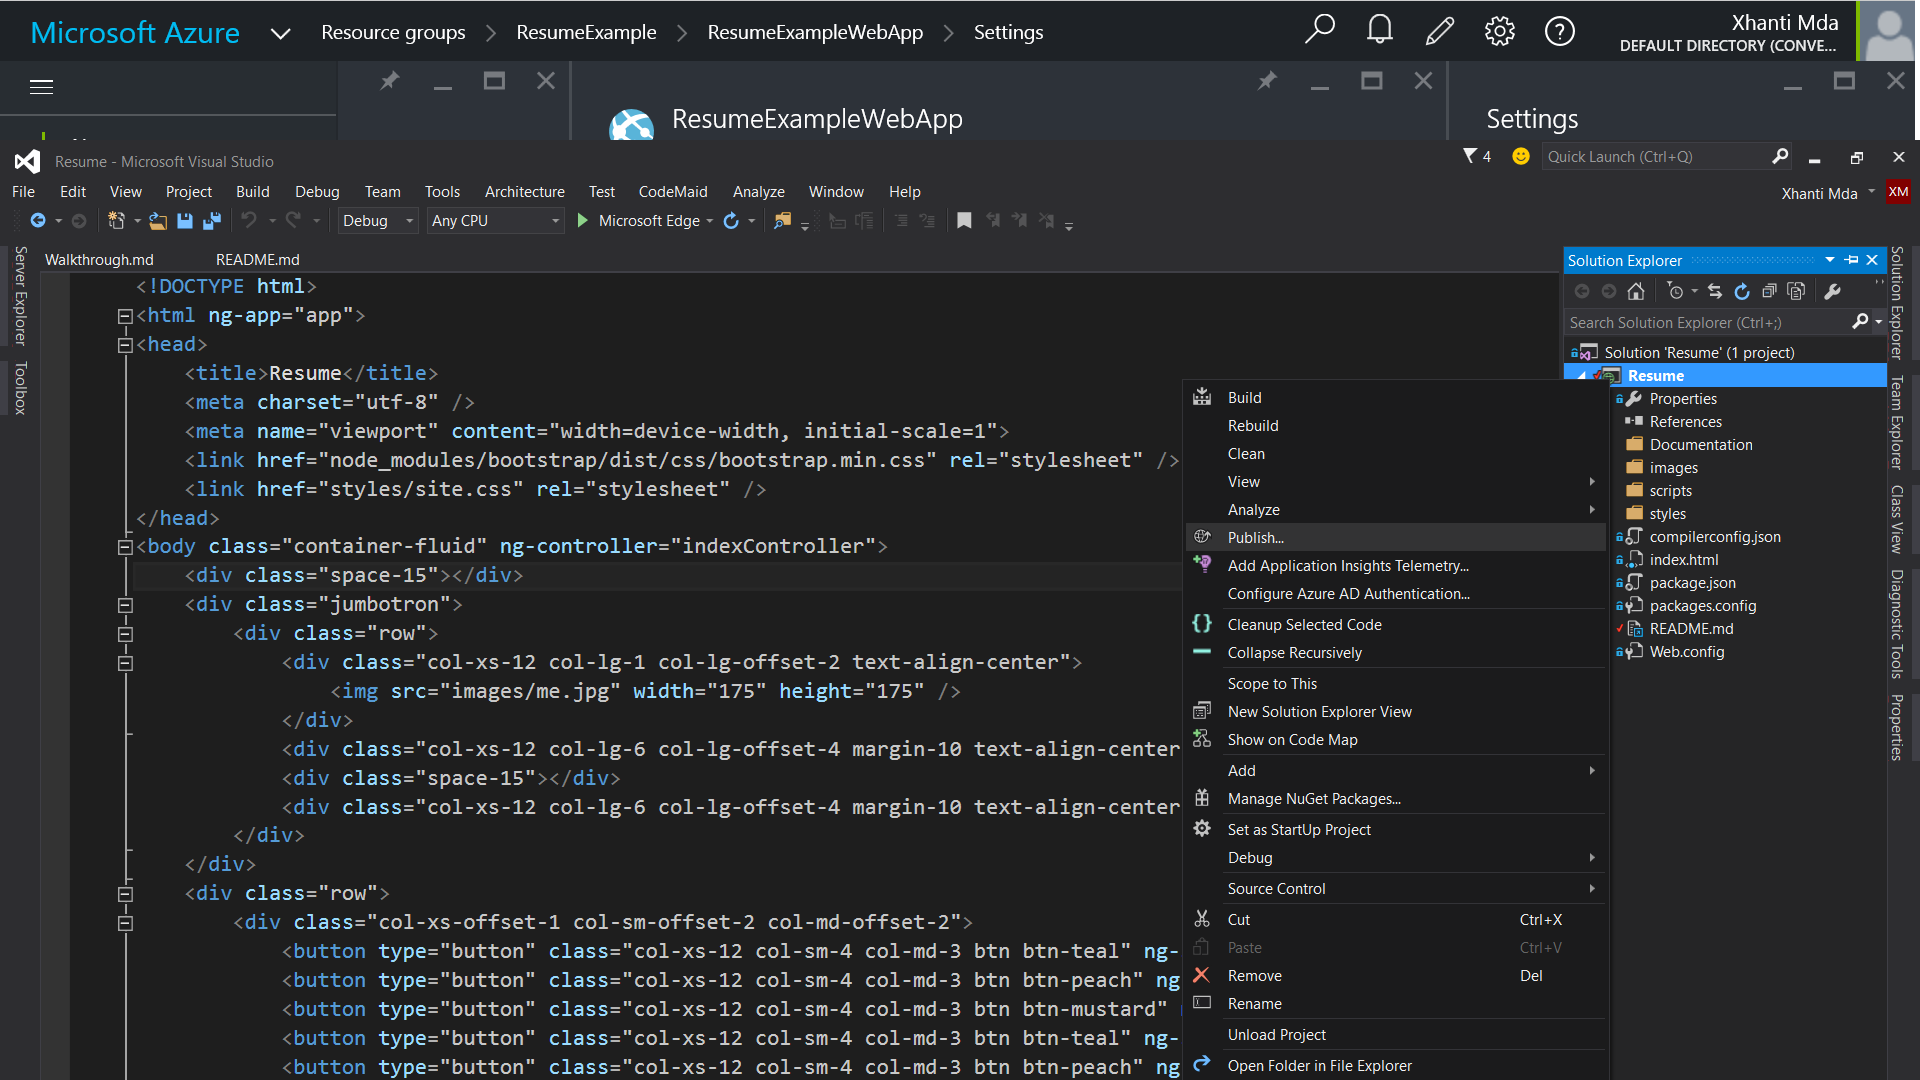 Microsoft Azure
Resource groups
ResumeExample
ResumeExampleWebApp
Settings
Xhanti Mda
DEFAULT DIRECTORY (CONVE...
ResumeExampleWebApp
Settings
Resume - Microsoft Visual Studio
4
Quick Launch (Ctrl+Q)
File Edit View Project Build Debug Team Tools Architecture Test CodeMaid Analyze Window Help
Xhanti Mda XM
Debug Any CPU Microsoft Edge
Server Explorer
Toolbox
Walkthrough.md README.md
<!DOCTYPE html>
<html ng-app="app">
<head>
<title>Resume</title>
<meta charset="utf-8" />
<meta name="viewport" content="width=device-width, initial-scale=1">
<link href="node_modules/bootstrap/dist/css/bootstrap.min.css" rel="stylesheet" />
<link href="styles/site.css" rel="stylesheet" />
</head>
<body class="container-fluid" ng-controller="indexController">
<div class="space-15"></div>
<div class="jumbotron">
<div class="row">
<div class="col-xs-12 col-lg-1 col-lg-offset-2 text-align-center">
<img src="images/me.jpg" width="175" height="175" />
</div>
<div class="col-xs-12 col-lg-6 col-lg-offset-4 margin-10 text-align-center
<div class="space-15"></div>
<div class="col-xs-12 col-lg-6 col-lg-offset-4 margin-10 text-align-center
</div>
</div>
<div class="row">
<div class="col-xs-offset-1 col-sm-offset-2 col-md-offset-2">
<button type="button" class="col-xs-12 col-sm-4 col-md-3 btn btn-teal" ng-
<button type="button" class="col-xs-12 col-sm-4 col-md-3 btn btn-peach" ng
<button type="button" class="col-xs-12 col-sm-4 col-md-3 btn btn-mustard"
<button type="button" class="col-xs-12 col-sm-4 col-md-3 btn btn-teal" ng-
<button type="button" class="col-xs-12 col-sm-4 col-md-3 btn btn-peach" ng
Build
Rebuild
Clean
View
Analyze
Publish...
Add Application Insights Telemetry...
Configure Azure AD Authentication...
Cleanup Selected Code
Collapse Recursively
Scope to This
New Solution Explorer View
Show on Code Map
Add
Manage NuGet Packages...
Set as StartUp Project
Debug
Source Control
Cut Ctrl+X
Paste Ctrl+V
Remove Del
Rename
Unload Project
Open Folder in File Explorer
Solution Explorer
Search Solution Explorer (Ctrl+;)
Solution 'Resume' (1 project)
Resume
Properties
References
Documentation
images
scripts
styles
compilerconfig.json
index.html
package.json
packages.config
README.md
Web.config
Solution Explorer
Team Explorer
Class View
Diagnostic Tools
Properties